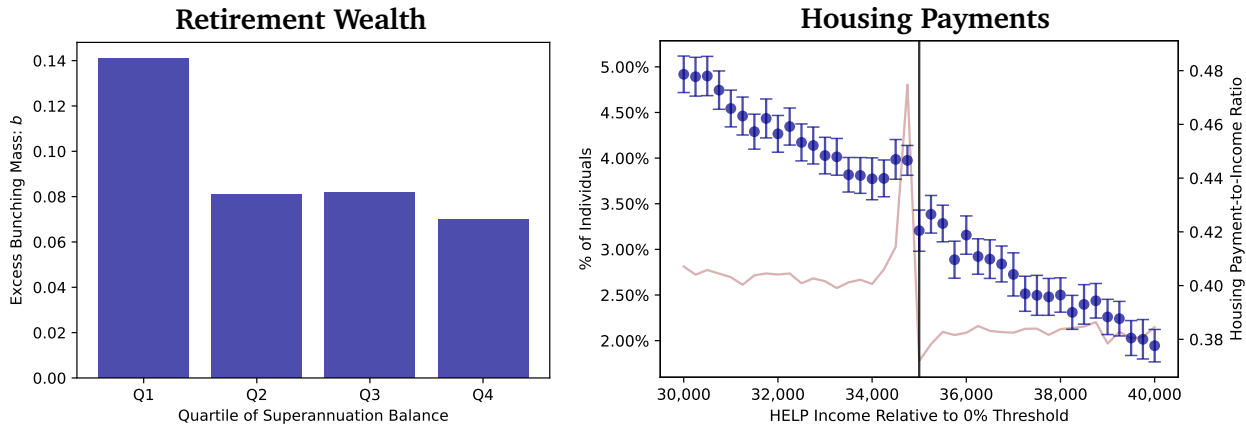 Retirement Wealth
0.14
0.12
0.10
0.08
0.06
0.04
0.02
0.00
Excess Bunching Mass: b
Q1 Q2 Q3 Q4
Quartile of Superannuation Balance
Housing Payments
5.00%
4.50%
4.00%
3.50%
3.00%
2.50%
2.00%
% of Individuals
0.48
0.46
0.44
0.42
0.40
0.38
Housing Payment-to-Income Ratio
30,000 32,000 34,000 36,000 38,000 40,000
HELP Income Relative to 0% Threshold